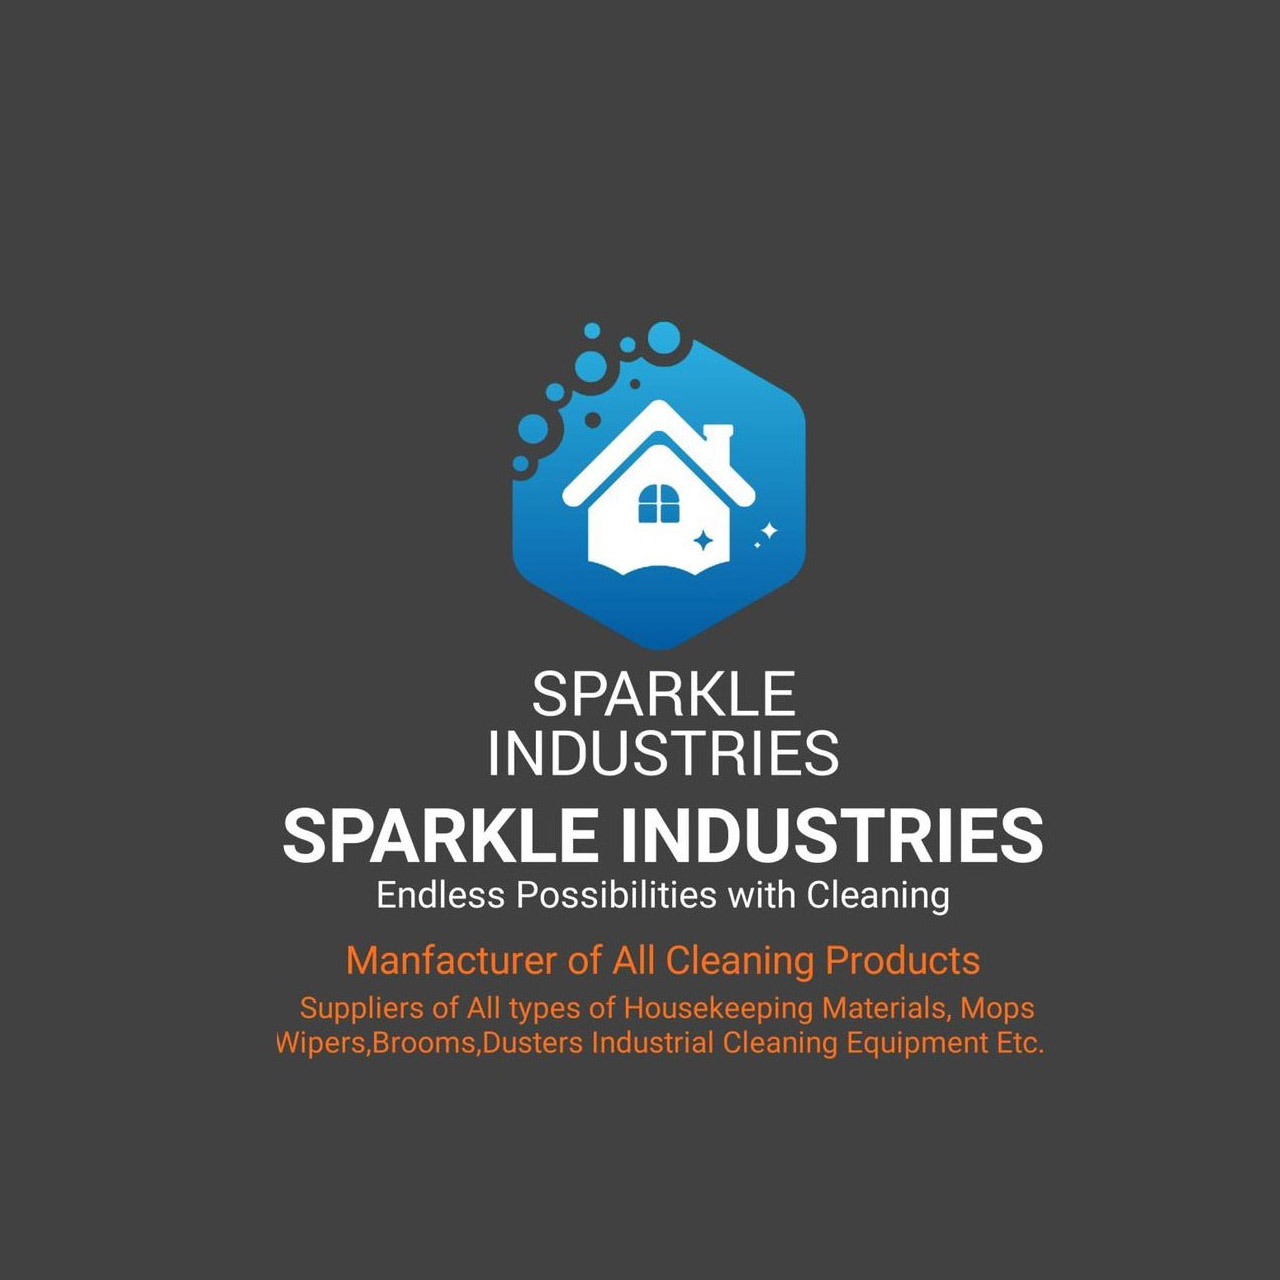 SPARKLE
INDUSTRIES
SPARKLE INDUSTRIES
Endless Possibilities with Cleaning
Manfacturer of All Cleaning Products
Suppliers of All types of Housekeeping Materials, Mops
Wipers,Brooms,Dusters Industrial Cleaning Equipment Etc.